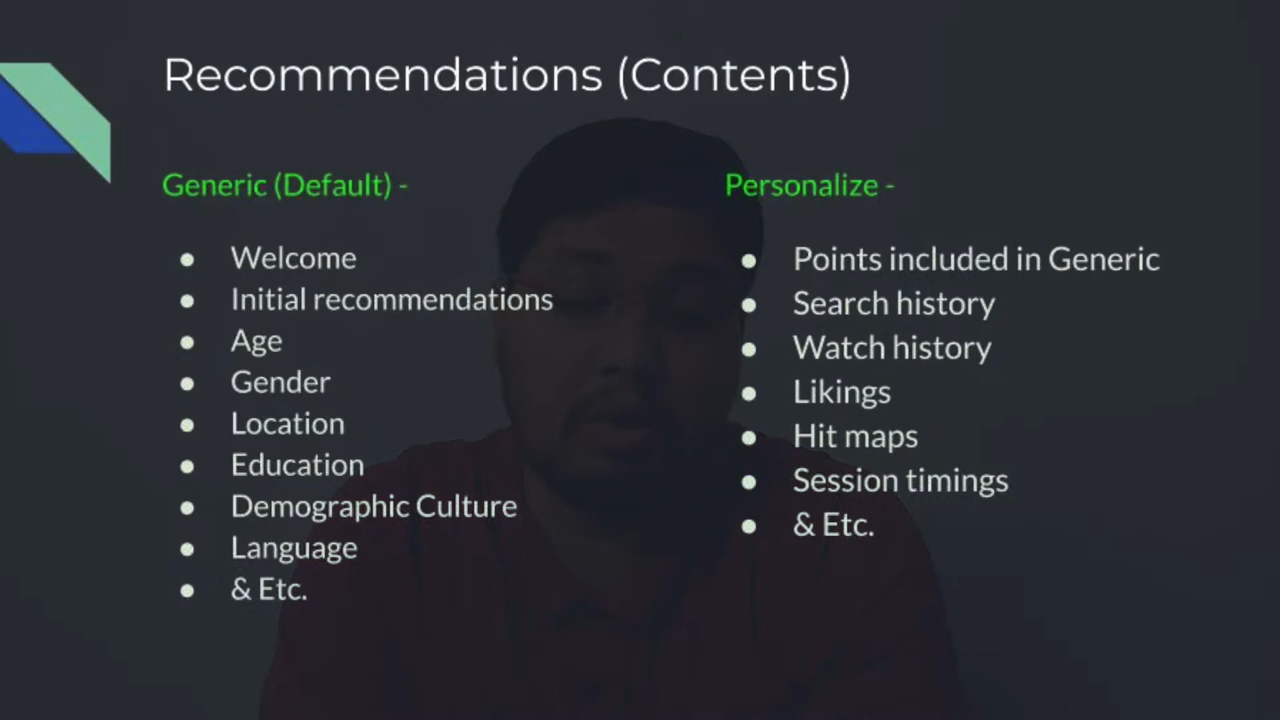 Recommendations (Contents)
Generic (Default) -
Welcome
Initial recommendations
Age
Gender
Location
Education
Demographic Culture
Language
& Etc.
Personalize -
Points included in Generic
Search history
Watch history
Likings
Hit maps
Session timings
& Etc.